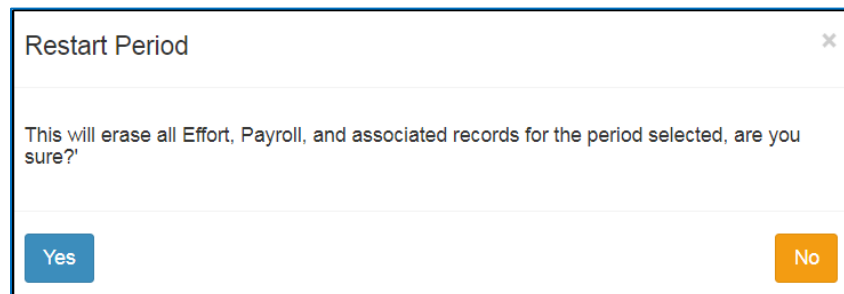 Restart Period
×
This will erase all Effort, Payroll, and associated records for the period selected, are you
sure?'
Yes
No